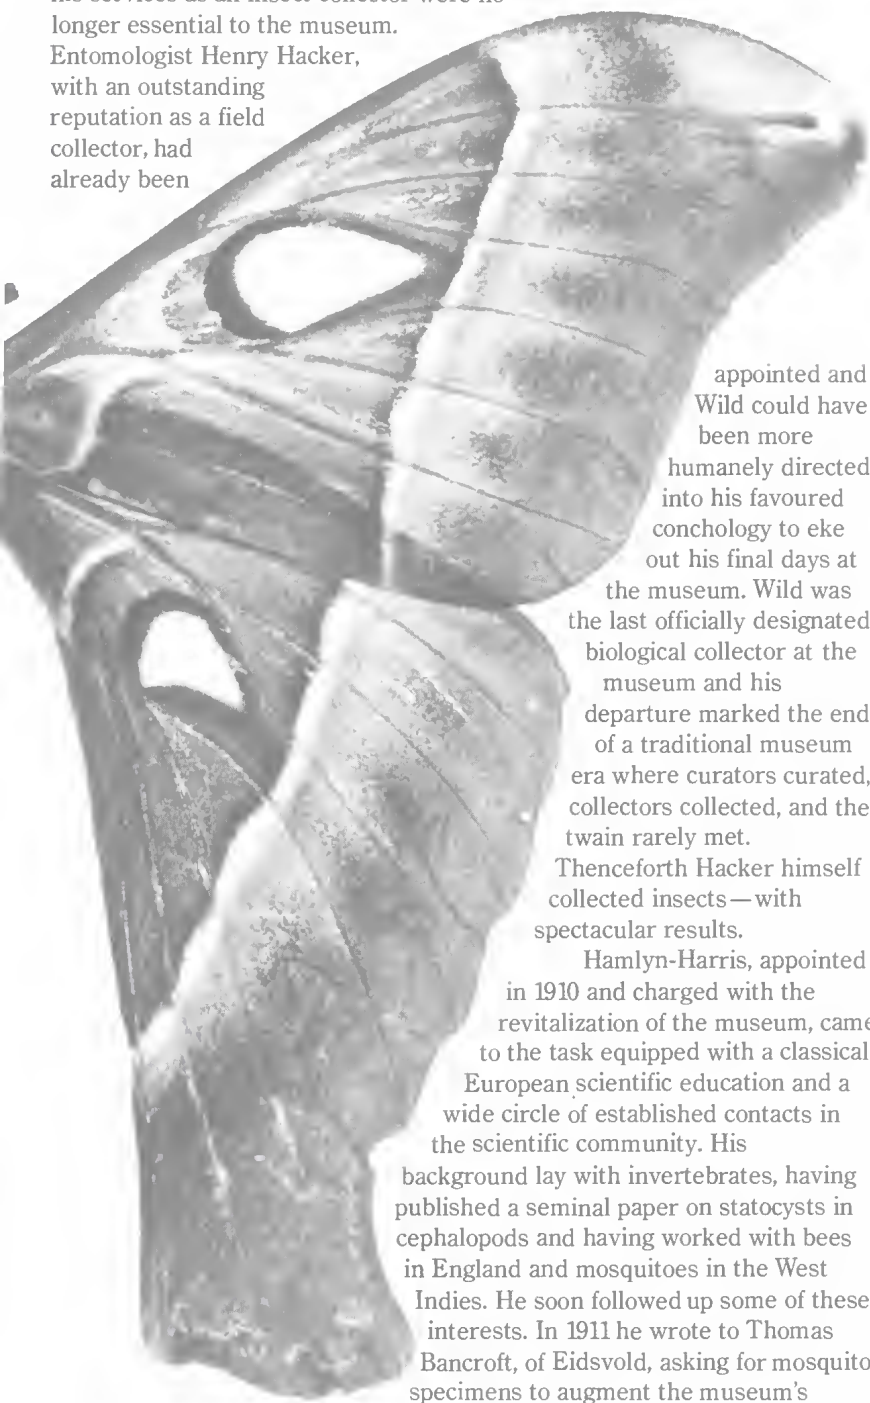 longer essential to the museum.
Entomologist Henry Hacker,
with an outstanding
reputation as a field
collector, had
already been
appointed and
Wild could have
been more
humanely directed
into his favoured
conchology to eke
out his final days at
the museum. Wild was
the last officially designated
biological collector at the
museum and his
departure marked the end
of a traditional museum
era where curators curated,
collectors collected, and the
twain rarely met.
Thenceforth Hacker himself
collected insects—with
spectacular results.
Hamlyn-Harris, appointed
in 1910 and charged with the
revitalization of the museum, came
to the task equipped with a classical
European scientific education and a
wide circle of established contacts in
the scientific community. His
background lay with invertebrates, having
published a seminal paper on statocysts in
cephalopods and having worked with bees
in England and mosquitoes in the West
Indies. He soon followed up some of these
interests. In 1911 he wrote to Thomas
Bancroft, of Eidsvold, asking for mosquito
specimens to augment the museum's